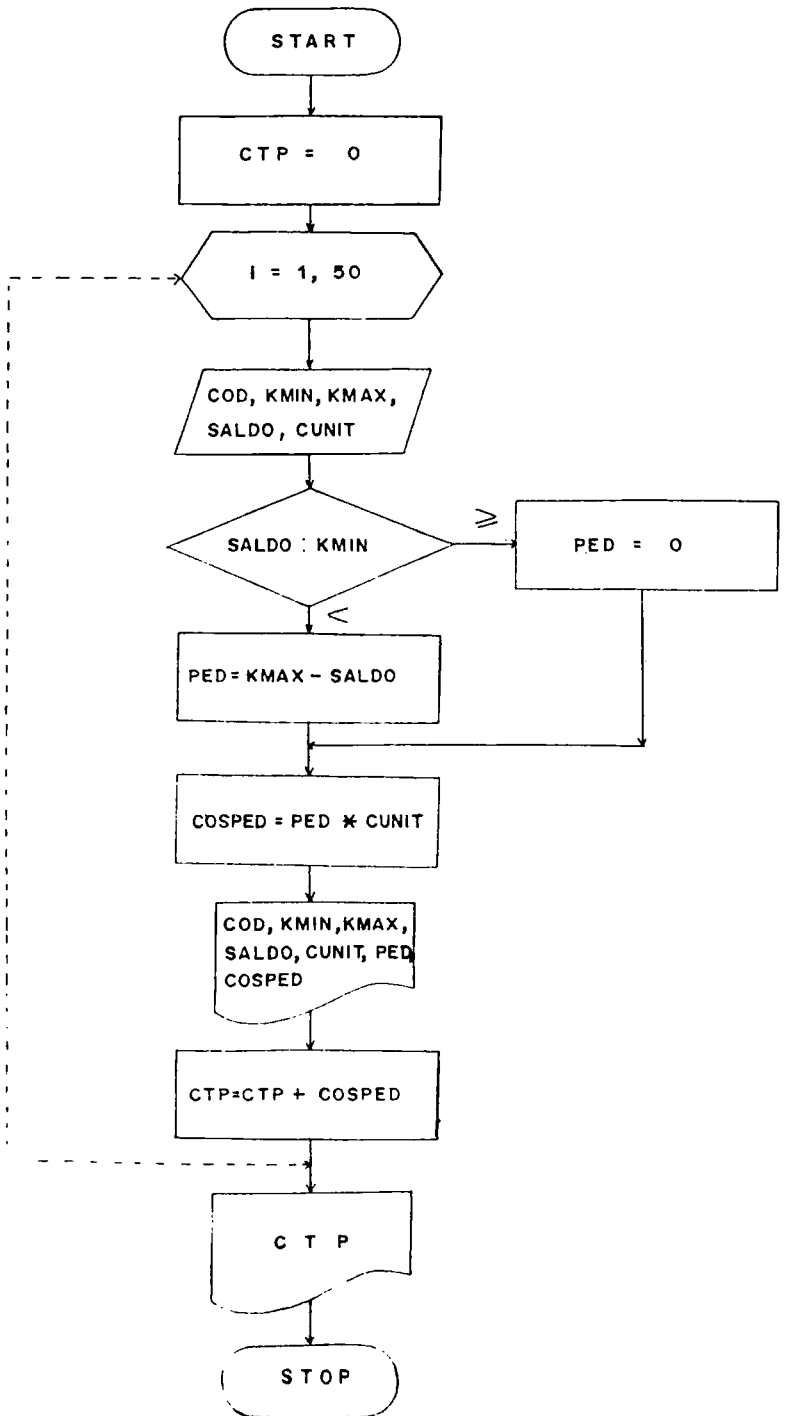 START
CTP = 0
I = 1, 50
COD, KMIN, KMAX,
SALDO, CUNIT
SALDO : KMIN
≥
PED = 0
<
PED = KMAX - SALDO
COSPED = PED * CUNIT
COD, KMIN, KMAX,
SALDO, CUNIT, PED,
COSPED
CTP = CTP + COSPED
CTP
STOP